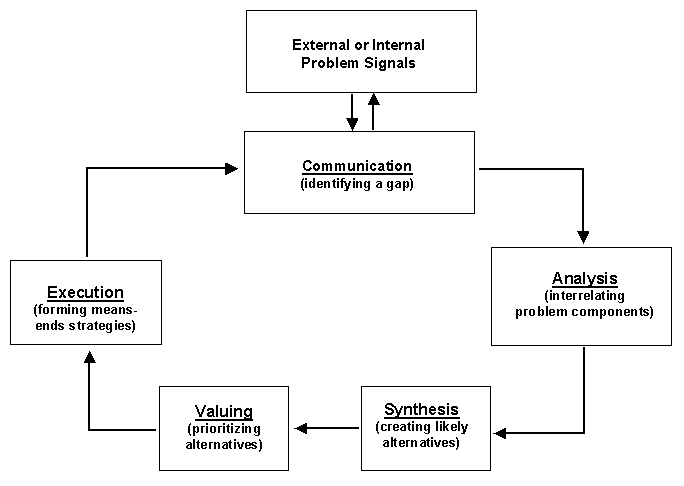 External or Internal
Problem Signals
Communication
(identifying a gap)
Analysis
(interrelating
problem components)
Execution
(forming means-
ends strategies)
Valuing
(prioritizing
alternatives)
Synthesis
(creating likely
alternatives)